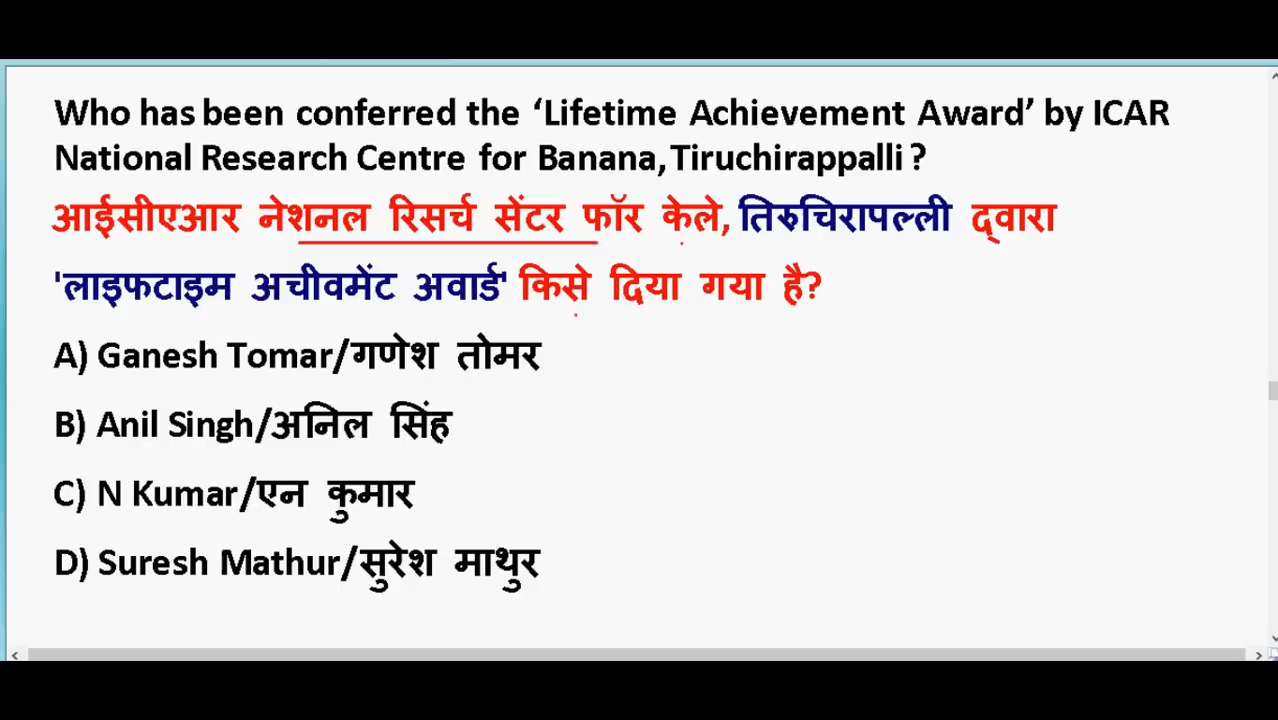 Who has been conferred the ‘Lifetime Achievement Award’ by ICAR
National Research Centre for Banana, Tiruchirappalli ?
आईसीएआर नेशनल रिसर्च सेंटर फॉर केले, तिरुचिरापल्ली द्वारा
'लाइफटाइम अचीवमेंट अवार्ड' किसे दिया गया है?
A) Ganesh Tomar/गणेश तोमर
B) Anil Singh/अनिल सिंह
C) N Kumar/एन कुमार
D) Suresh Mathur/सुरेश माथुर